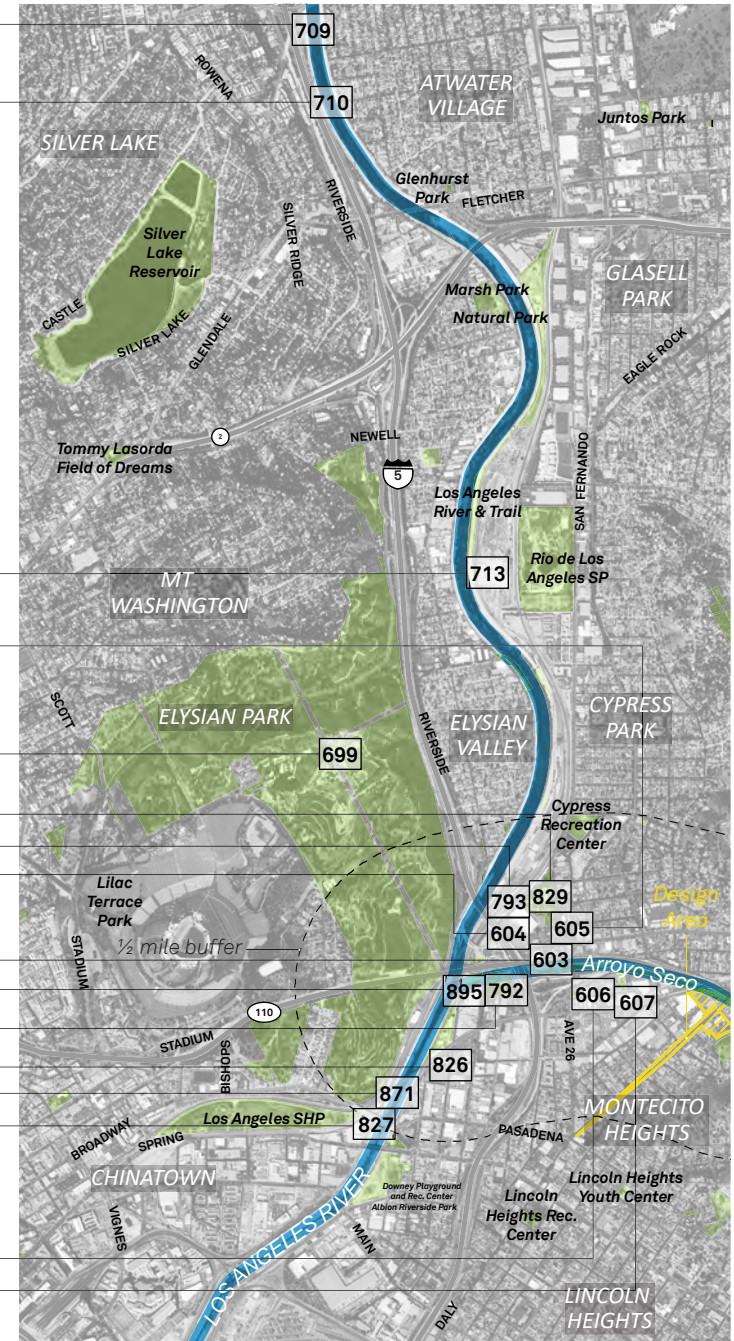 709
ROWENA
710
ATWATER
VILLAGE
Juntos Park
SILVER LAKE
Glenhurst
Park
FLETCHER
RIVERSIDE
SILVER RIDGE
Silver
Lake
Reservoir
GLASELL
PARK
Marsh Park
Natural Park
CASTLE
SILVER LAKE
GLENDALE
EAGLE ROCK
2
NEWELL
Tommy Lasorda
Field of Dreams
5
SAN FERNANDO
Los Angeles
River & Trail
713
Rio de Los
Angeles SP
MT
WASHINGTON
SCOTT
ELYSIAN PARK
RIVERSIDE
ELYSIAN
VALLEY
CYPRESS
PARK
699
Cypress
Recreation
Center
Lilac
Terrace
Park
793
829
Design
Area
604
605
STADIUM
½ mile buffer
603
Arroyo Seco
895
792
606
607
110
STADIUM
AVE 26
BISHOPS
826
871
827
Los Angeles SHP
BROADWAY
SPRING
PASADENA
MONTECITO
HEIGHTS
CHINATOWN
Downey Playground
and Rec. Center
Albion Riverside Park
Lincoln Heights
Youth Center
Lincoln
Heights Rec.
Center
VIGNES
LOS ANGELES RIVER
MAIN
DALY
LINCOLN
HEIGHTS